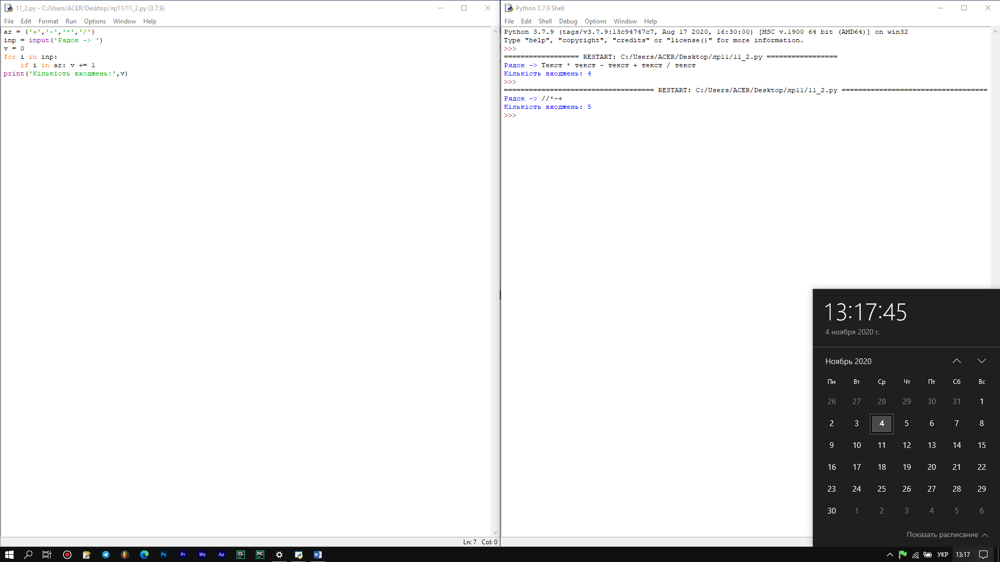 11_2.py - C:/Users/ACER/Desktop/лр11/11_2.py (3.7.9)
File Edit Format Run Options Window Help
ar = {'+','-','*','/'}
inp = input('Рядок -> ')
v = 0
for i in inp:
    if i in ar: v += 1
print('Кількість входжень:',v)
Ln: 7 Col: 0
Python 3.7.9 Shell
File Edit Shell Debug Options Window Help
Python 3.7.9 (tags/v3.7.9:13c94747c7, Aug 17 2020, 16:30:00) [MSC v.1900 64 bit (AMD64)] on win32
Type "help", "copyright", "credits" or "license()" for more information.
>>>
================== RESTART: C:/Users/ACER/Desktop/лр11/11_2.py =================
Рядок -> Текст * текст - текст + текст / текст
Кількість входжень: 4
>>>
==================================== RESTART: C:/Users/ACER/Desktop/лр11/11_2.py ===================================
Рядок -> //*-+
Кількість входжень: 5
>>>
13:17:45
4 ноября 2020 г.
Ноябрь 2020
Пн Вт Ср Чт Пт Сб Вс
26 27 28 29 30 31 1
2 3 4 5 6 7 8
9 10 11 12 13 14 15
16 17 18 19 20 21 22
23 24 25 26 27 28 29
30 1 2 3 4 5 6
Показать расписание
Ps Pr Me Ae CL PC W УКР 13:17